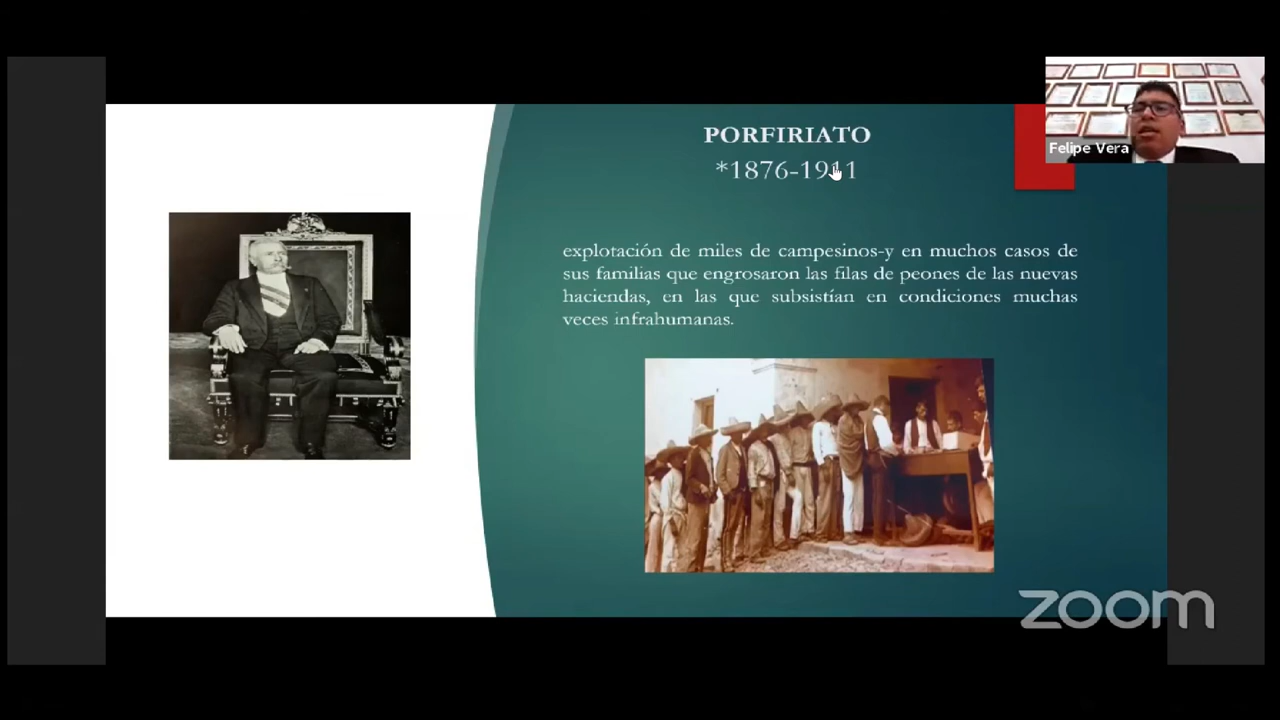 PORFIRIATO
*1876-1911
explotación de miles de campesinos-y en muchos casos de
sus familias que engrosaron las filas de peones de las nuevas
haciendas, en las que subsistían en condiciones muchas
veces infrahumanas.
Felipe Vera
zoom